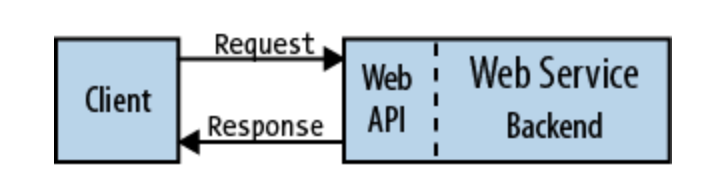 Client
Request
Response
Web
API
Web Service
Backend